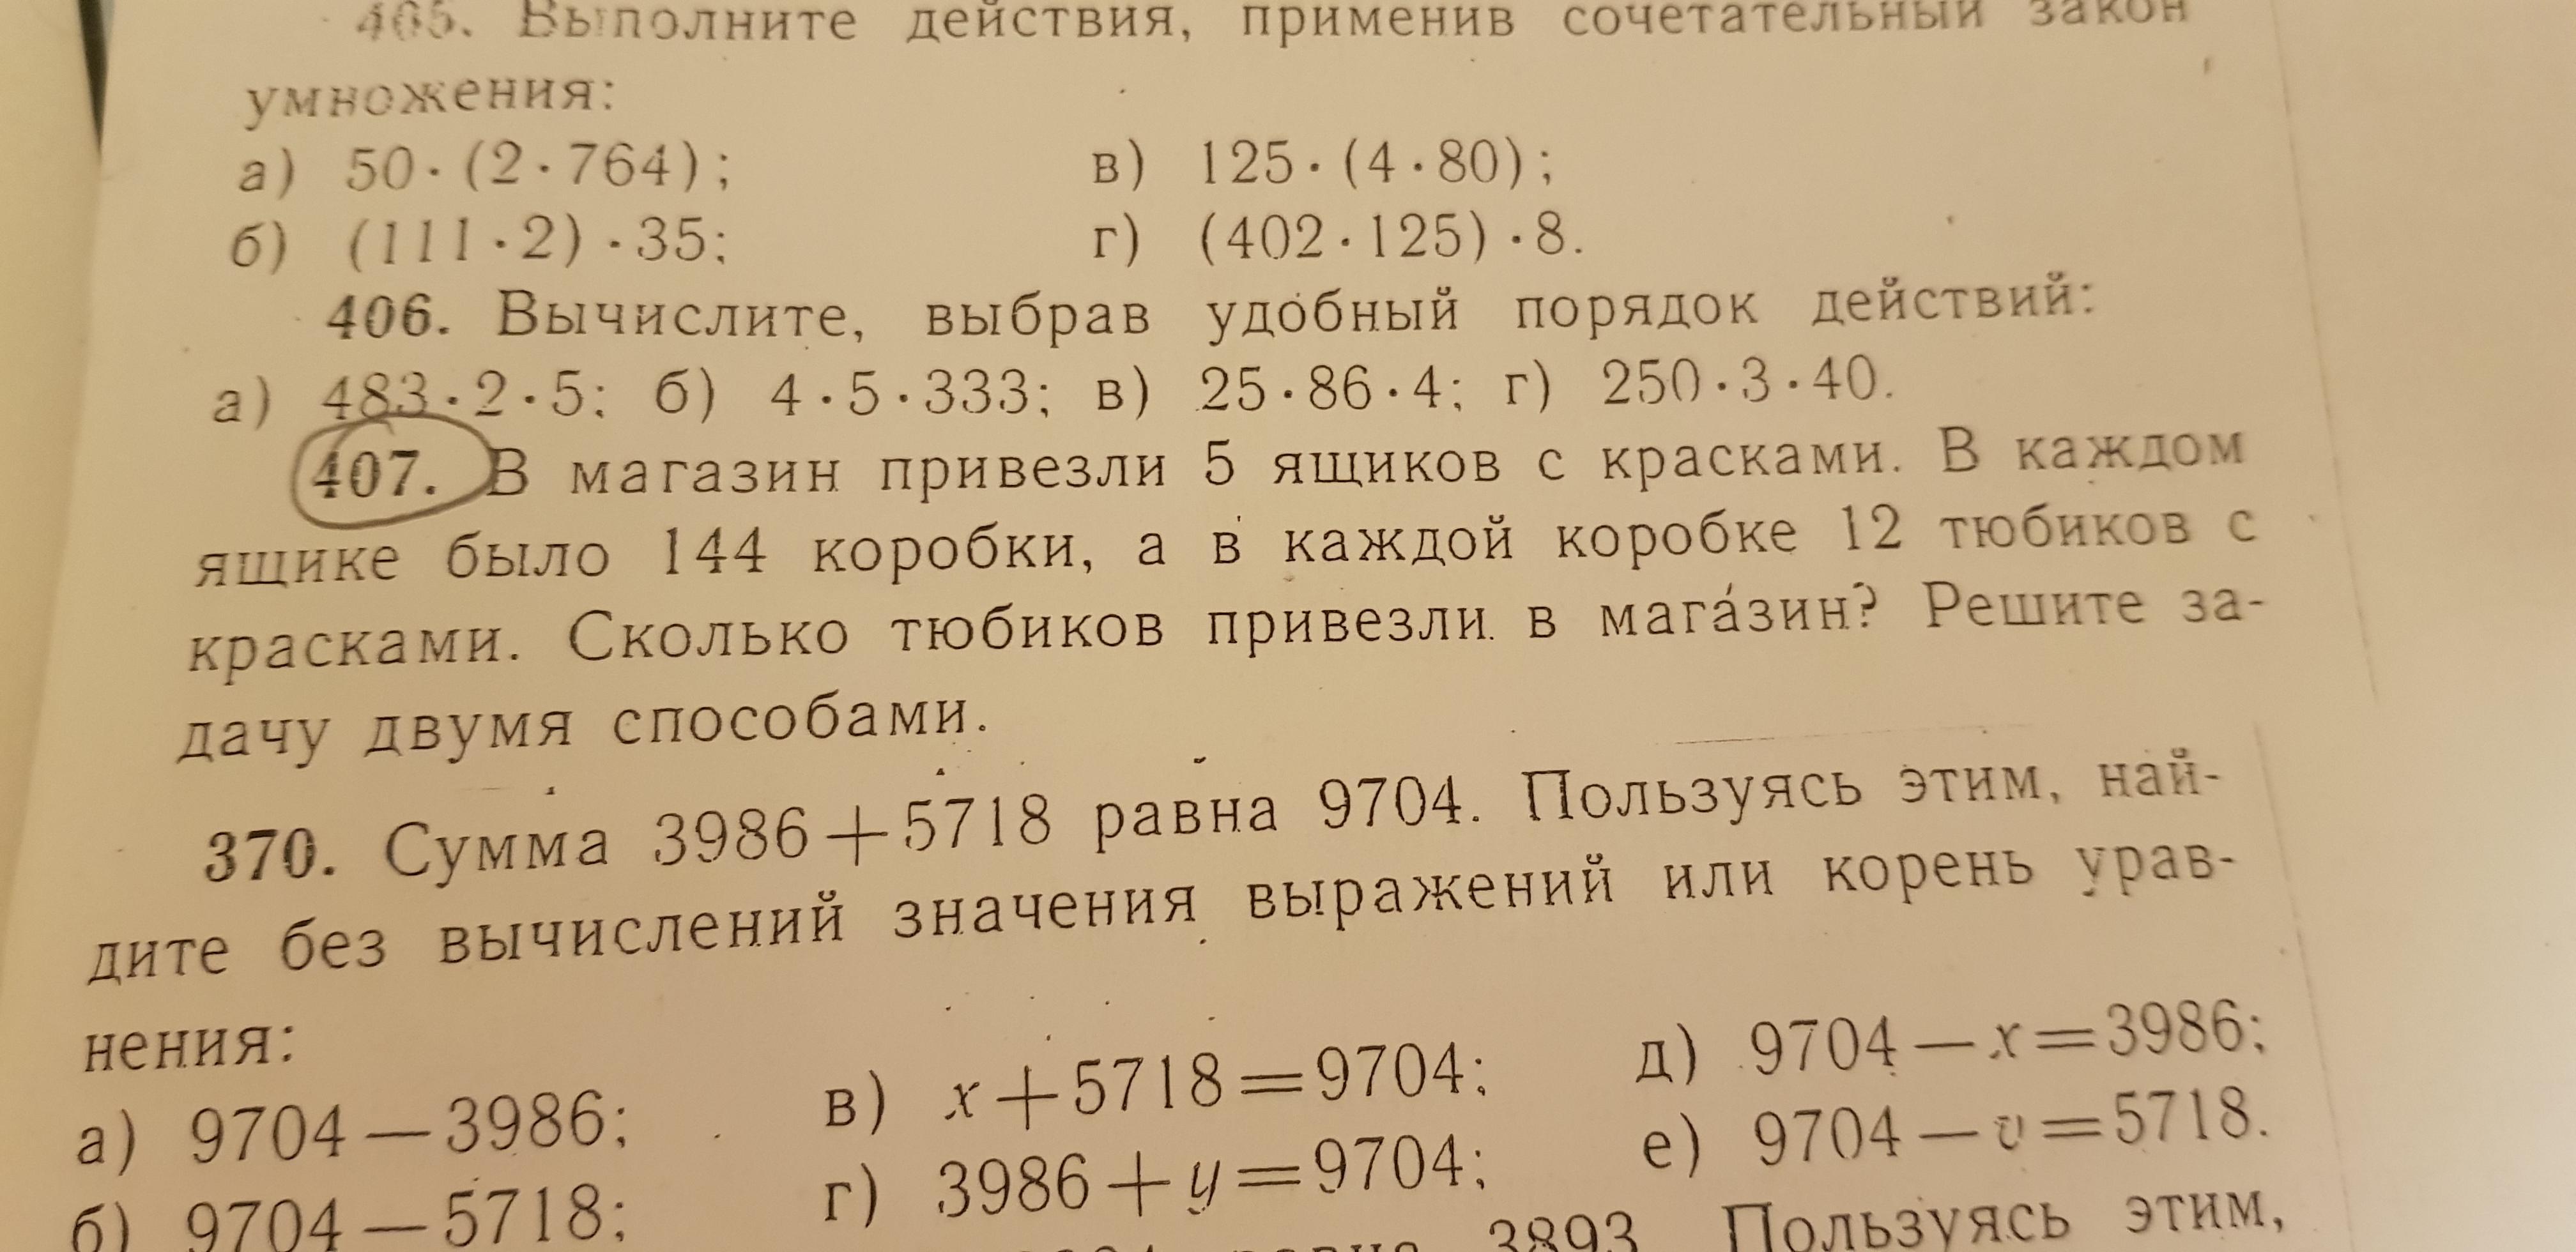 405. Выполните действия, применив сочетательный закон
умножения:
а) 50·(2·764); в) 125·(4·80);
б) (111·2)·35; г) (402·125)·8.
406. Вычислите, выбрав удобный порядок действий:
а) 483·2·5; б) 4·5·333; в) 25·86·4; г) 250·3·40.
407. В магазин привезли 5 ящиков с красками. В каждом
ящике было 144 коробки, а в каждой коробке 12 тюбиков с
красками. Сколько тюбиков привезли в магазин? Решите за-
дачу двумя способами.
370. Сумма 3986+5718 равна 9704. Пользуясь этим, най-
дите без вычислений значения выражений или корень урав-
нения:
а) 9704—3986; в) x+5718=9704; д) 9704—x=3986;
б) 9704—5718; г) 3986+y=9704; е) 9704—v=5718.
равна 3893. Пользуясь этим,